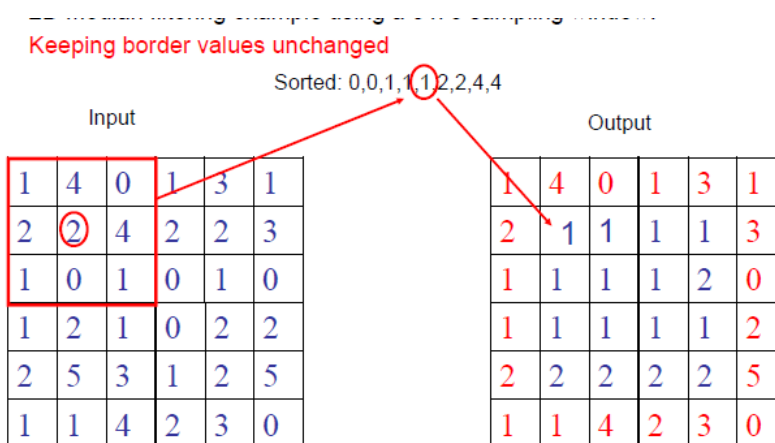 Keeping border values unchanged
Sorted: 0,0,1,1,1,2,2,4,4
Input
Output
1 4 0 1 3 1
2 2 4 2 2 3
1 0 1 0 1 0
1 2 1 0 2 2
2 5 3 1 2 5
1 1 4 2 3 0
1 4 0 1 3 1
2 1 1 1 1 3
1 1 1 1 2 0
1 1 1 1 1 2
2 2 2 2 2 5
1 1 4 2 3 0